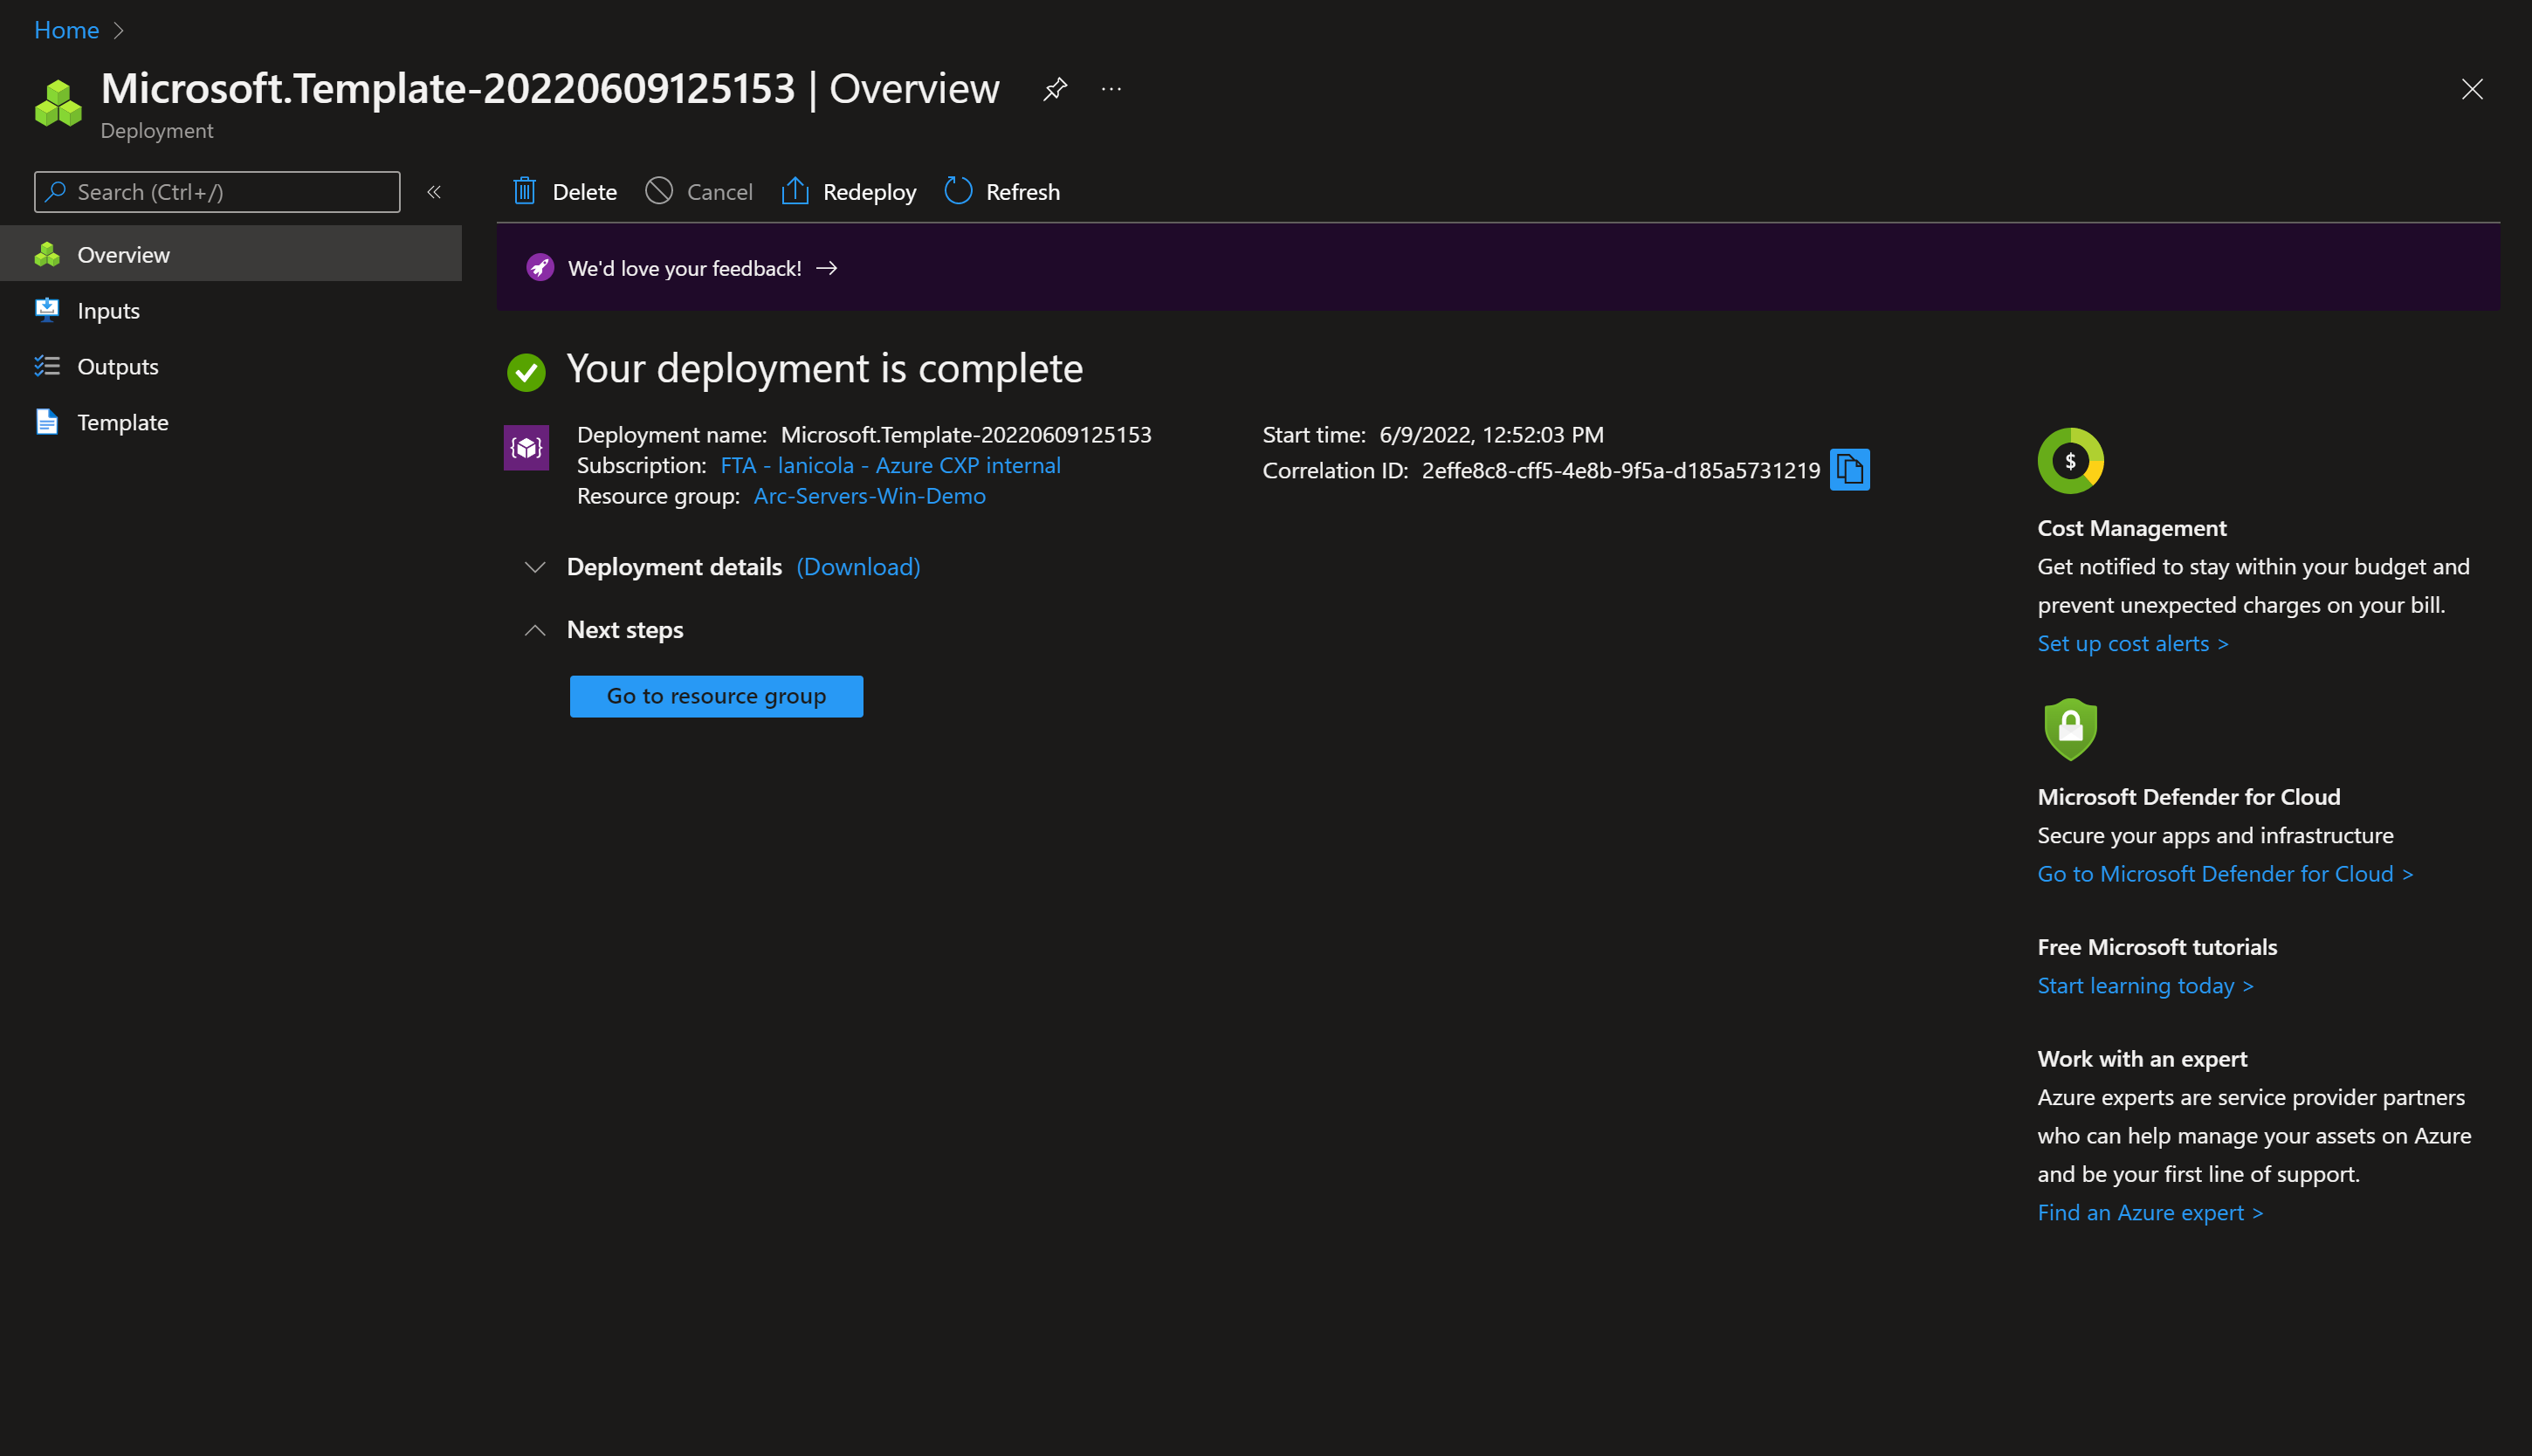 Home
Microsoft.Template-20220609125153 | Overview
Deployment
Search (Ctrl+/)
Overview
Inputs
Outputs
Template
Delete Cancel Redeploy Refresh
We'd love your feedback!
Your deployment is complete
Deployment name: Microsoft.Template-20220609125153
Subscription: FTA - lanicola - Azure CXP internal
Resource group: Arc-Servers-Win-Demo
Start time: 6/9/2022, 12:52:03 PM
Correlation ID: 2effe8c8-cff5-4e8b-9f5a-d185a5731219
Deployment details (Download)
Next steps
Go to resource group
Cost Management
Get notified to stay within your budget and
prevent unexpected charges on your bill.
Set up cost alerts >
Microsoft Defender for Cloud
Secure your apps and infrastructure
Go to Microsoft Defender for Cloud >
Free Microsoft tutorials
Start learning today >
Work with an expert
Azure experts are service provider partners
who can help manage your assets on Azure
and be your first line of support.
Find an Azure expert >